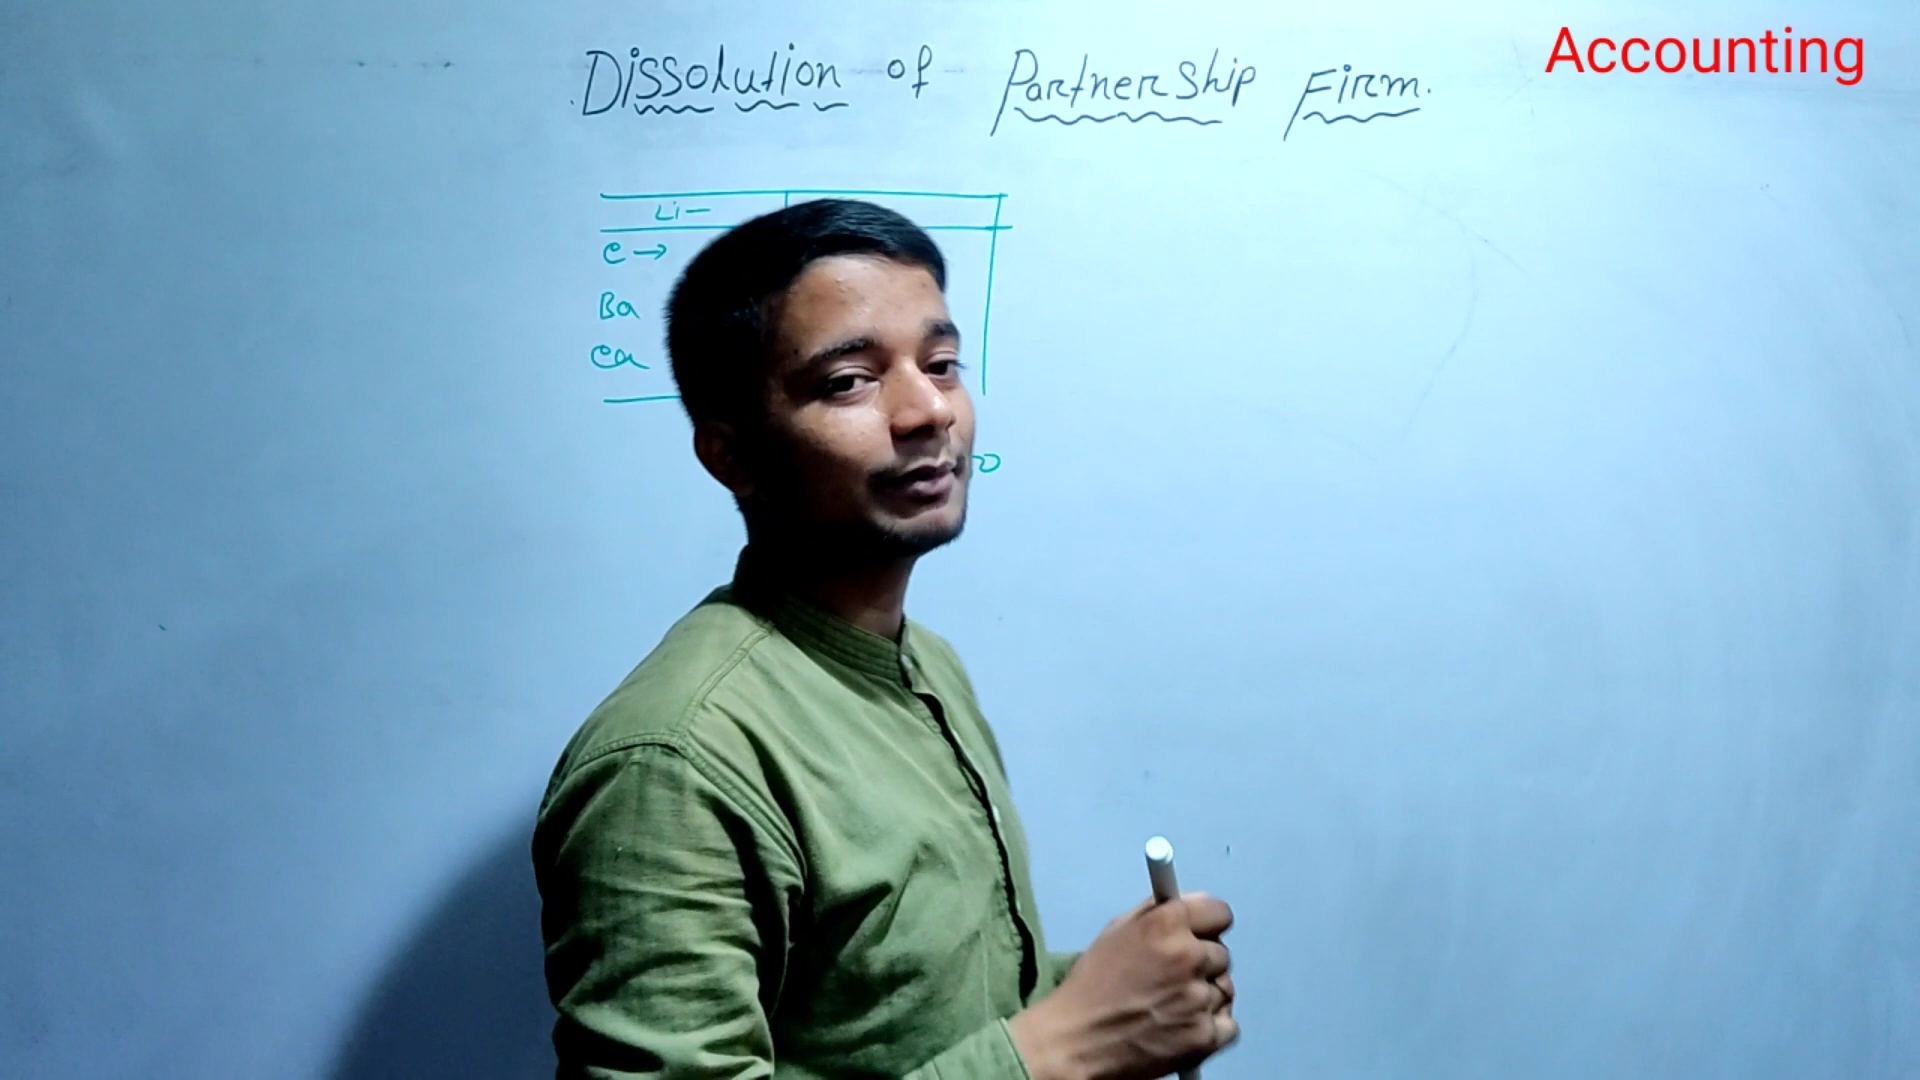 Accounting
Dissolution of Partnership Firm.
Li-
C →
Ba
Ca